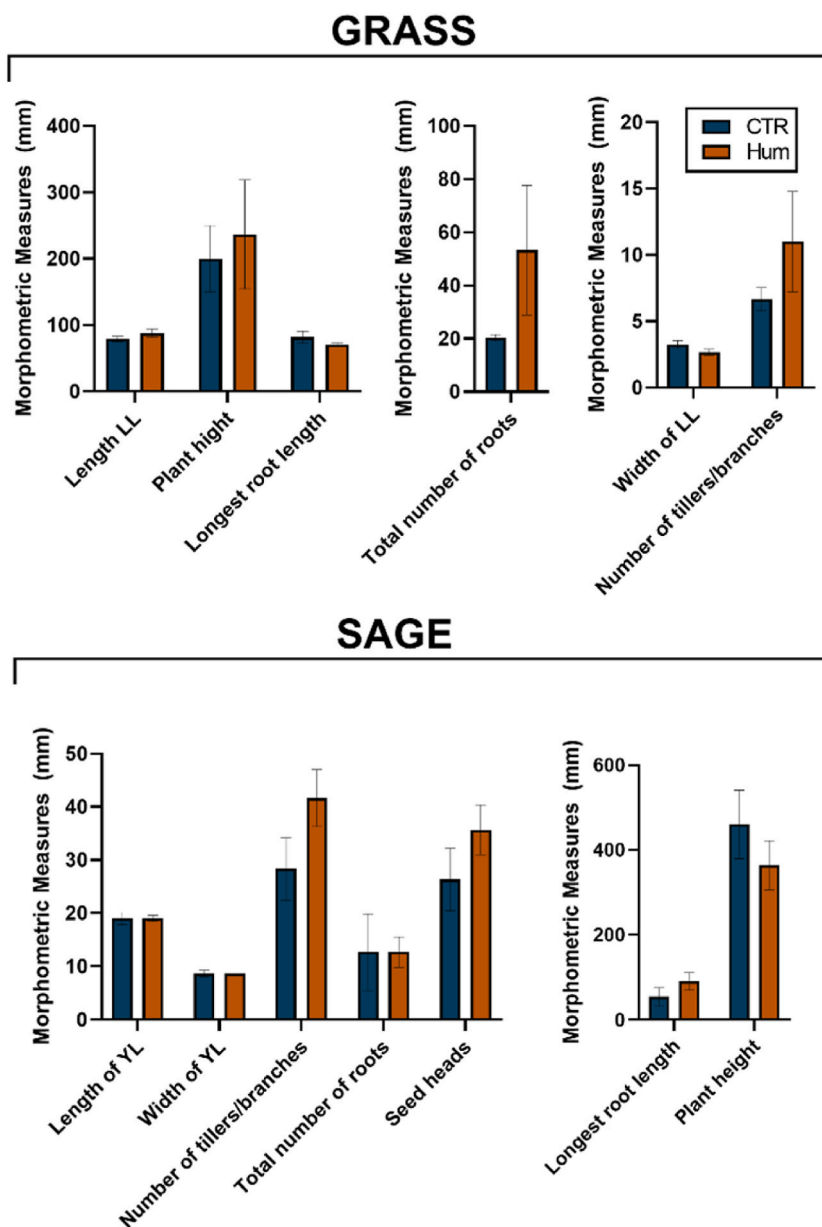 GRASS
Morphometric Measures (mm)
400
300
200
100
0
Length LL
Plant hight
Longest root length
Morphometric Measures (mm)
100
80
60
40
20
0
Total number of roots
Morphometric Measures (mm)
20
15
10
5
0
Width of LL
Number of tillers/branches
CTR
Hum
SAGE
Morphometric Measures (mm)
50
40
30
20
10
0
Length of YL
Width of YL
Number of tillers/branches
Total number of roots
Seed heads
Morphometric Measures (mm)
600
400
200
0
Longest root length
Plant height